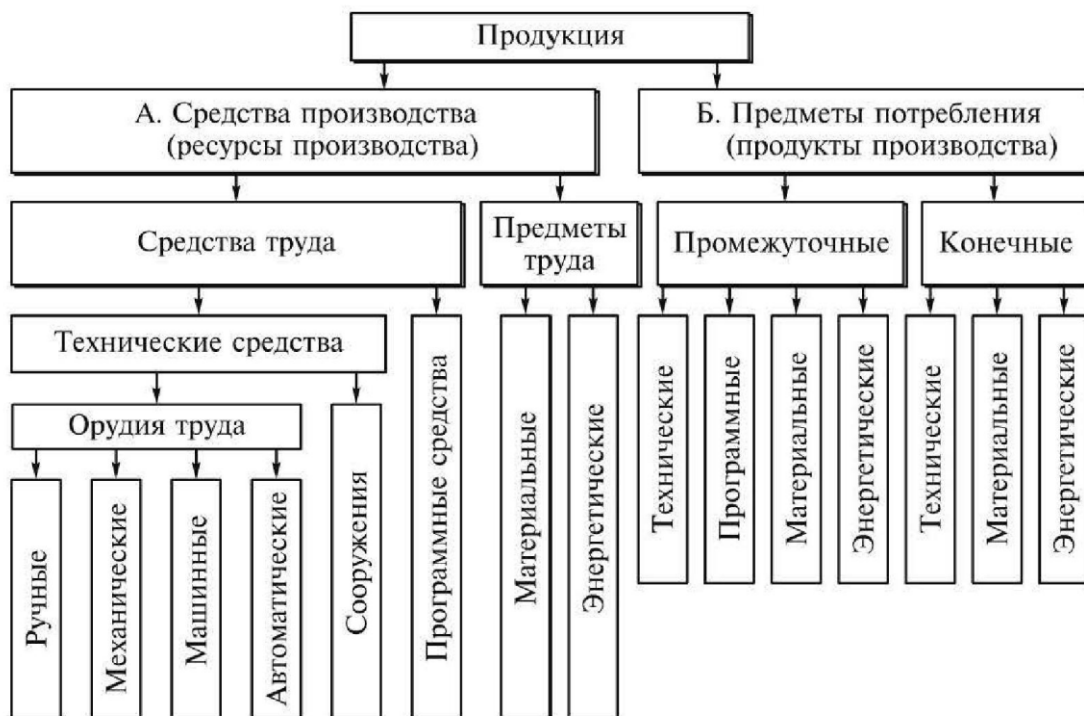 Продукция
А. Средства производства
(ресурсы производства)
Б. Предметы потребления
(продукты производства)
Средства труда
Предметы
труда
Промежуточные
Конечные
Технические средства
Орудия труда
Ручные
Механические
Машинные
Автоматические
Сооружения
Программные средства
Материальные
Энергетические
Технические
Программные
Материальные
Энергетические
Технические
Материальные
Энергетические